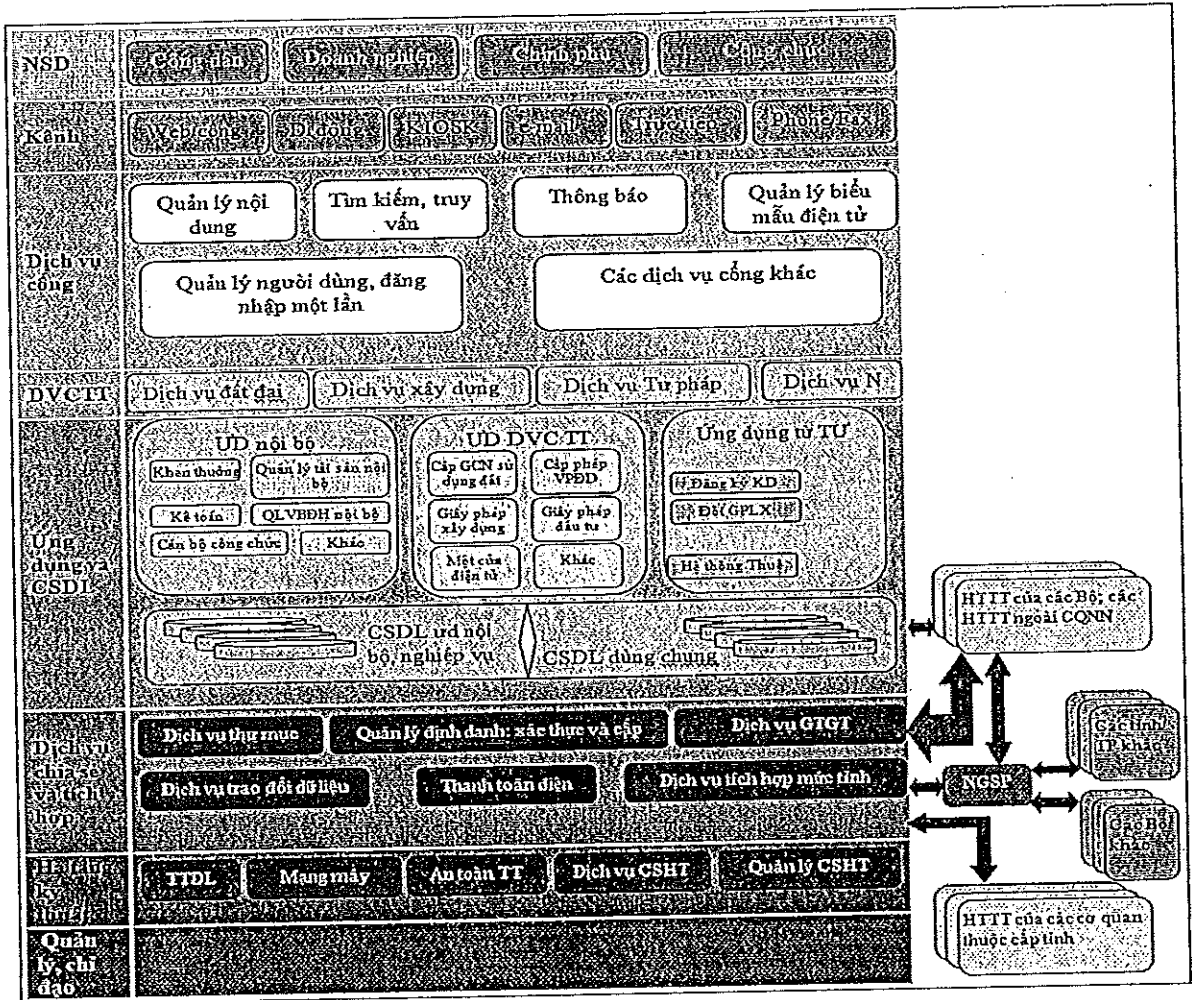 NSD
Công dân
Doanh nghiệp
Chính phủ
Công chức
Kênh
Web/cổng
Di động
KIOSK
e-mail
Trực tiếp
Phone/Fax
Dịch vụ
công
Quản lý nội
dung
Tìm kiếm, truy
vấn
Thông báo
Quản lý biểu
mẫu điện tử
Quản lý người dùng, đăng
nhập một lần
Các dịch vụ cổng khác
DVCTT
Dịch vụ đất đai
Dịch vụ xây dựng
Dịch vụ Tư pháp
Dịch vụ N
Ứng
dụng và
CSDL
UD nội bộ
Khen thưởng
Quản lý tài sản nội
bộ
Kế toán
QLVBĐH nội bộ
Cán bộ công chức
Khác
UD DVC TT
Cấp GCN sử
dụng đất
Cấp phép
VPĐD
Giấy phép
xây dựng
Giấy phép
đầu tư
Một cửa
điện tử
Khác
Ứng dụng từ TƯ
Đăng ký KD
Đổi GPLX
Hệ thống Thuế
CSDL ưd nội
bộ, nghiệp vụ
CSDL dùng chung
HTTT của các Bộ; các
HTTT ngoài CQNN
Dịch vụ
chia sẻ
và tích
hợp
Dịch vụ thư mục
Quản lý định danh: xác thực và cấp
Dịch vụ GTGT
Dịch vụ trao đổi dữ liệu
Thanh toán điện
Dịch vụ tích hợp mức tỉnh
NGSP
Các tỉnh/
TP khác
Các Bộ
khác
Hạ tầng
kỹ
TTDL
Mạng máy
An toàn TT
Dịch vụ CSHT
Quản lý CSHT
HTTT của các cơ quan
thuộc cấp tỉnh
Quản
lý, chỉ
đạo